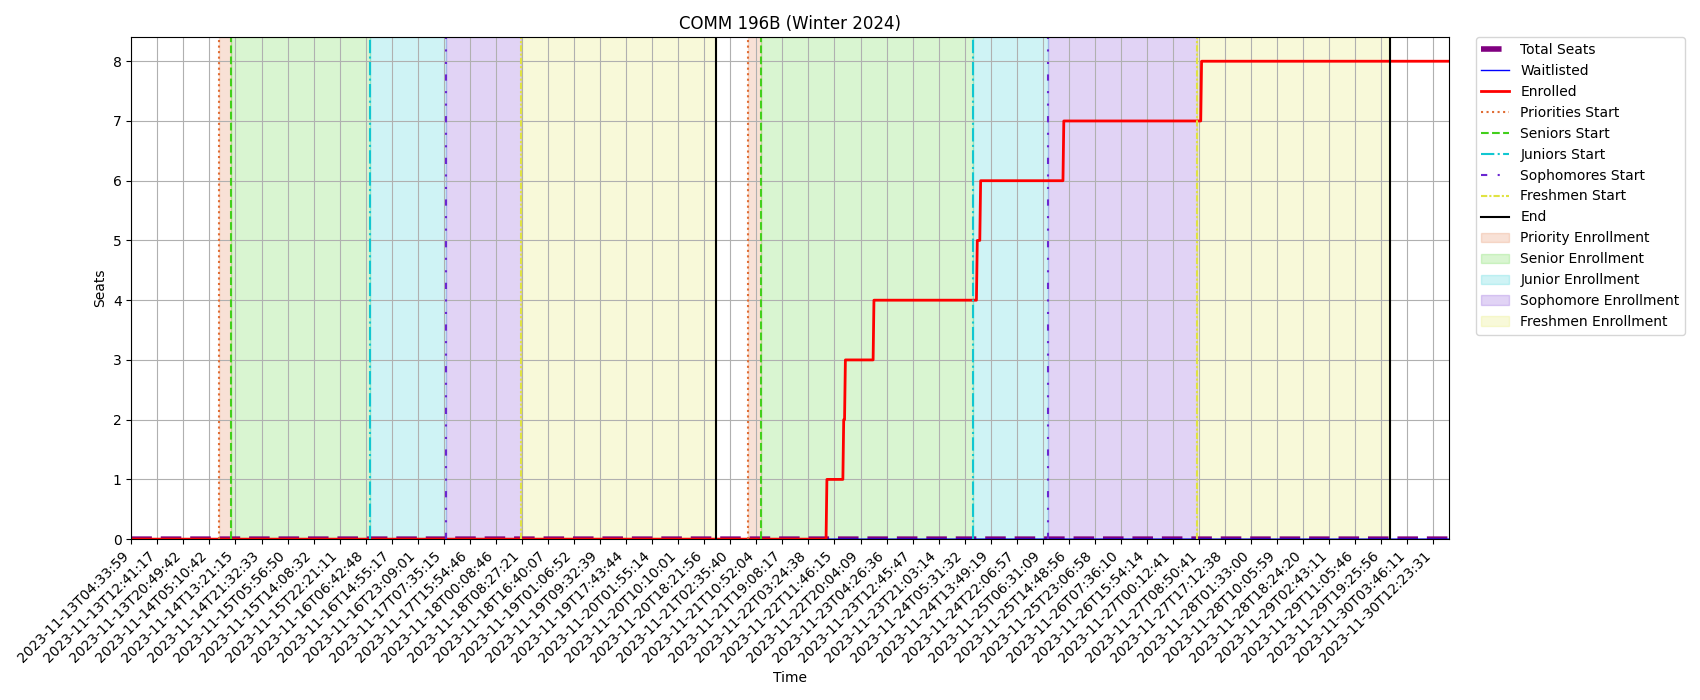 COMM 196B (Winter 2024)
Seats
8
7
6
5
4
3
2
1
0
2023-11-13T04:33:59
2023-11-13T12:41:17
2023-11-13T20:49:42
2023-11-14T05:10:42
2023-11-14T13:21:15
2023-11-14T21:32:33
2023-11-15T05:56:50
2023-11-15T14:08:32
2023-11-15T22:21:11
2023-11-16T06:42:48
2023-11-16T14:55:17
2023-11-16T23:09:01
2023-11-17T07:35:15
2023-11-17T15:54:46
2023-11-18T00:08:46
2023-11-18T08:27:21
2023-11-18T16:40:07
2023-11-19T01:06:52
2023-11-19T09:32:39
2023-11-19T17:43:44
2023-11-20T01:55:14
2023-11-20T10:10:01
2023-11-20T18:21:56
2023-11-21T02:35:40
2023-11-21T10:52:04
2023-11-21T19:08:17
2023-11-22T03:24:38
2023-11-22T11:46:15
2023-11-22T20:04:09
2023-11-23T04:26:36
2023-11-23T12:45:47
2023-11-23T21:03:14
2023-11-24T05:31:32
2023-11-24T13:49:19
2023-11-24T22:06:57
2023-11-25T06:31:09
2023-11-25T14:48:56
2023-11-25T23:06:58
2023-11-26T07:36:10
2023-11-26T15:54:14
2023-11-27T00:12:41
2023-11-27T08:50:41
2023-11-27T17:12:38
2023-11-28T01:33:00
2023-11-28T10:05:59
2023-11-28T18:24:20
2023-11-29T02:43:11
2023-11-29T11:05:46
2023-11-29T19:25:56
2023-11-30T03:46:11
2023-11-30T12:23:31
Time
Total Seats
Waitlisted
Enrolled
Priorities Start
Seniors Start
Juniors Start
Sophomores Start
Freshmen Start
End
Priority Enrollment
Senior Enrollment
Junior Enrollment
Sophomore Enrollment
Freshmen Enrollment